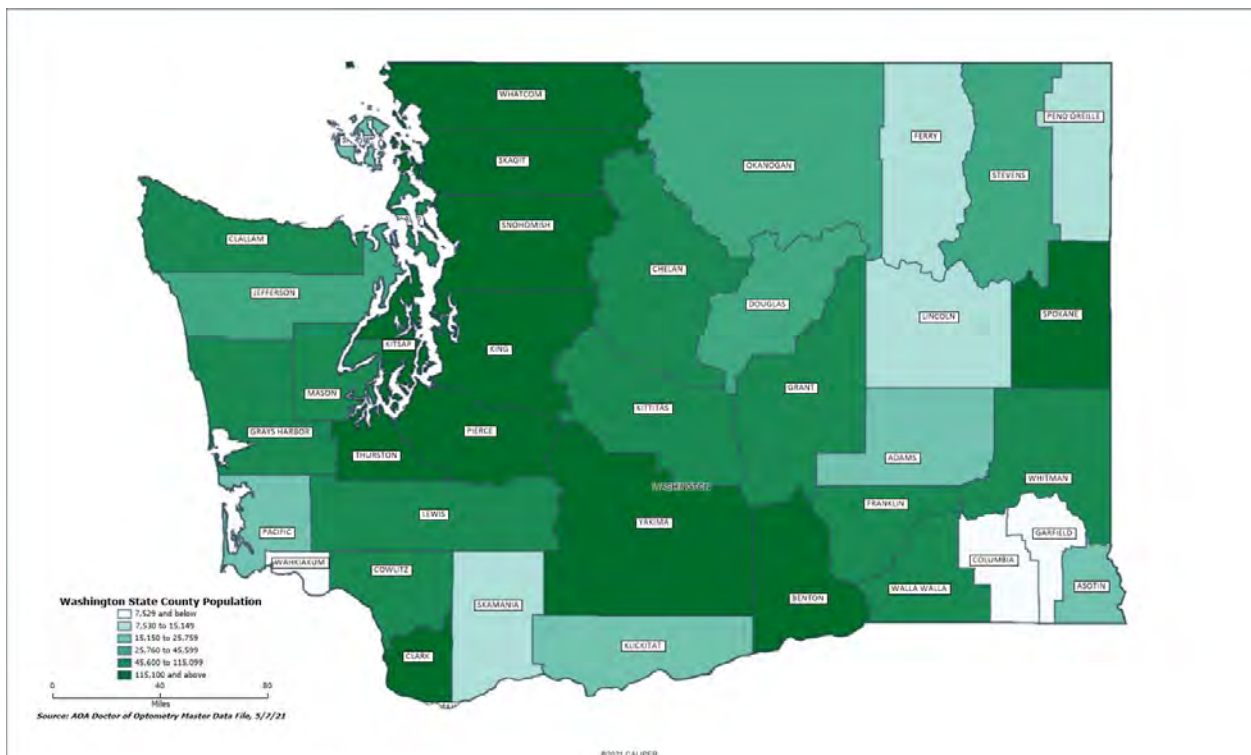 WHATCOM
SKAGIT
SNOHOMISH
OKANOGAN
FERRY
STEVENS
PEND OREILLE
CLALLAM
JEFFERSON
CHELAN
DOUGLAS
LINCOLN
SPOKANE
KITSAP
KING
MASON
GRANT
KITTITAS
GRAYS HARBOR
THURSTON
PIERCE
ADAMS
WASHINGTON
WHITMAN
LEWIS
YAKIMA
FRANKLIN
PACIFIC
GARFIELD
WAHKIAKUM
COWLITZ
COLUMBIA
SKAMANIA
BENTON
WALLA WALLA
ASOTIN
CLARK
KLICKITAT
Washington State County Population
7,529 and below
7,530 to 15,149
15,150 to 25,759
25,760 to 45,599
45,600 to 115,099
115,100 and above
0 40 80
Miles
Source: AOA Doctor of Optometry Master Data File, 5/7/21
©2021 CALIPER